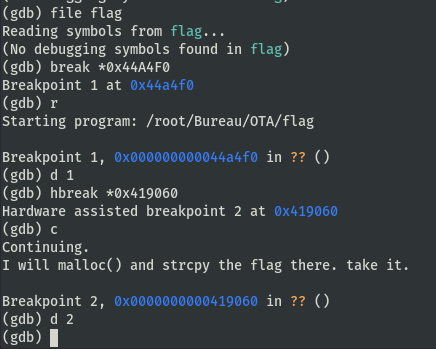 (gdb) file flag
Reading symbols from flag...
(No debugging symbols found in flag)
(gdb) break *0x44A4F0
Breakpoint 1 at 0x44a4f0
(gdb) r
Starting program: /root/Bureau/OTA/flag
Breakpoint 1, 0x000000000044a4f0 in ?? ()
(gdb) d 1
(gdb) hbreak *0x419060
Hardware assisted breakpoint 2 at 0x419060
(gdb) c
Continuing.
I will malloc() and strcpy the flag there. take it.
Breakpoint 2, 0x0000000000419060 in ?? ()
(gdb) d 2
(gdb)